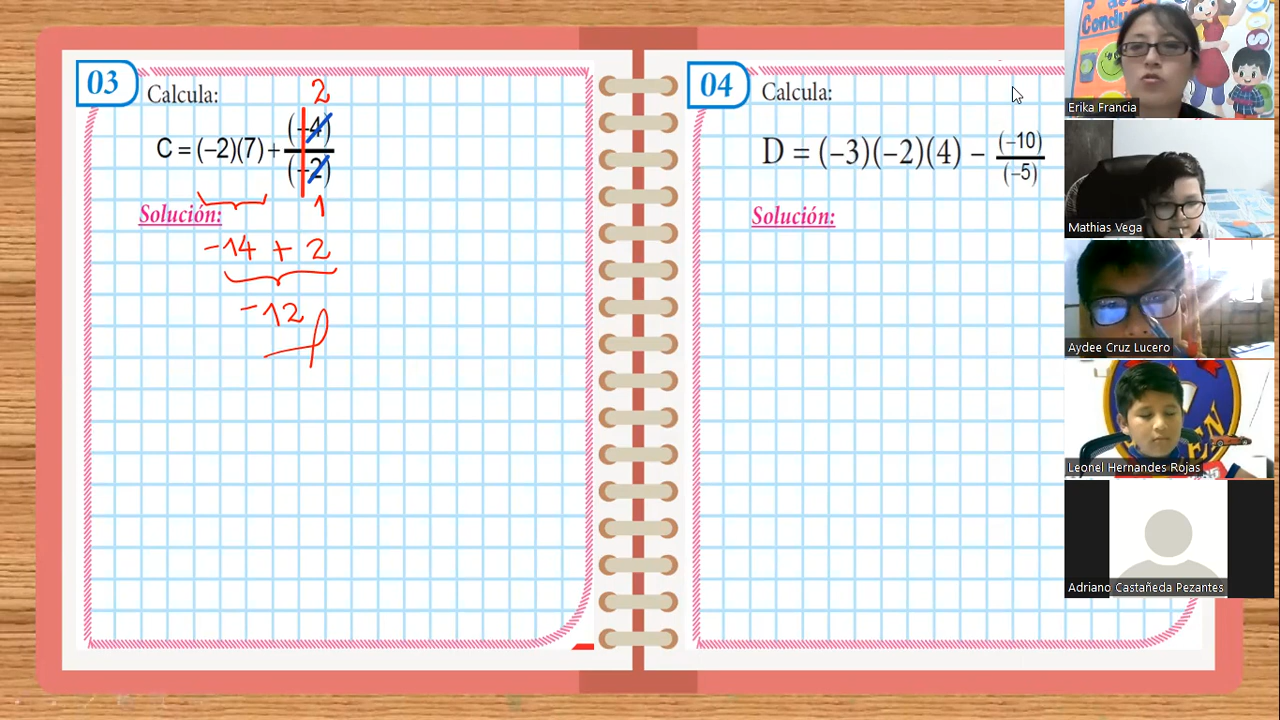 03
Calcula:
2
C = (–2)(7) + (–4)/(–2)
1
Solución:
-14 + 2
-12
04
Calcula:
D = (–3)(–2)(4) – (–10)/(–5)
Solución:
Erika Francia
Mathias Vega
Aydee Cruz Lucero
Leonel Hernandes Rojas
Adriano Castañeda Pezantes